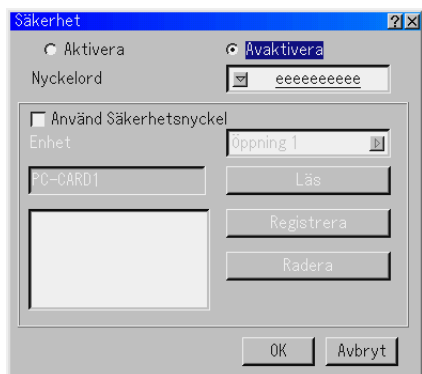 Säkerhet
Aktivera Avaktivera
Nyckelord eeeeeeeeee
Använd Säkerhetsnyckel
Enhet Öppning 1
PC-CARD1 Läs
Registrera
Radera
OK Avbryt